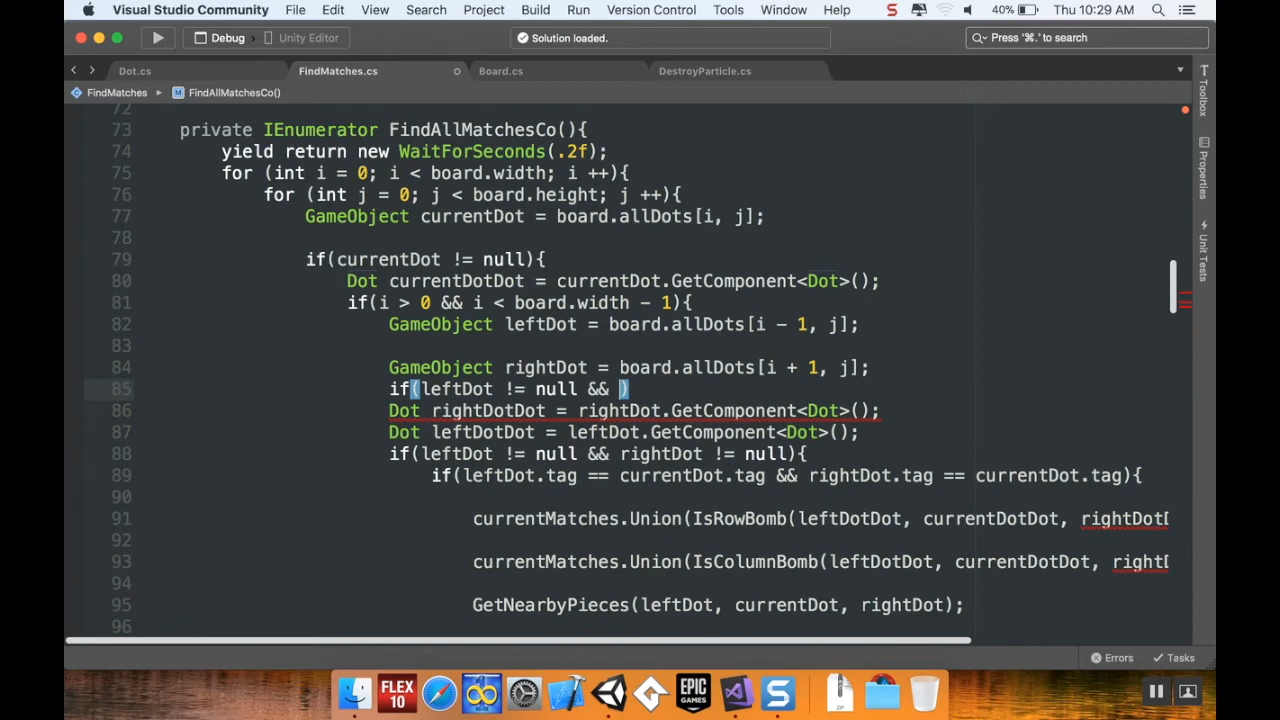 Visual Studio Community File Edit View Search Project Build Run Version Control Tools Window Help S 40% Thu 10:29 AM
Debug Unity Editor Solution loaded. Press '⌘.' to search
Dot.cs FindMatches.cs Board.cs DestroyParticle.cs
FindMatches ▸ M FindAllMatchesCo()
72
73 private IEnumerator FindAllMatchesCo(){
74 yield return new WaitForSeconds(.2f);
75 for (int i = 0; i < board.width; i ++){
76 for (int j = 0; j < board.height; j ++){
77 GameObject currentDot = board.allDots[i, j];
78
79 if(currentDot != null){
80 Dot currentDotDot = currentDot.GetComponent<Dot>();
81 if(i > 0 && i < board.width - 1){
82 GameObject leftDot = board.allDots[i - 1, j];
83
84 GameObject rightDot = board.allDots[i + 1, j];
85 if(leftDot != null && )
86 Dot rightDotDot = rightDot.GetComponent<Dot>();
87 Dot leftDotDot = leftDot.GetComponent<Dot>();
88 if(leftDot != null && rightDot != null){
89 if(leftDot.tag == currentDot.tag && rightDot.tag == currentDot.tag){
90
91 currentMatches.Union(IsRowBomb(leftDotDot, currentDotDot, rightDotD
92
93 currentMatches.Union(IsColumnBomb(leftDotDot, currentDotDot, rightD
94
95 GetNearbyPieces(leftDot, currentDot, rightDot);
96
Toolbox
Properties
Unit Tests
Errors Tasks
FLEX 10
EPIC GAMES
S
ZIP